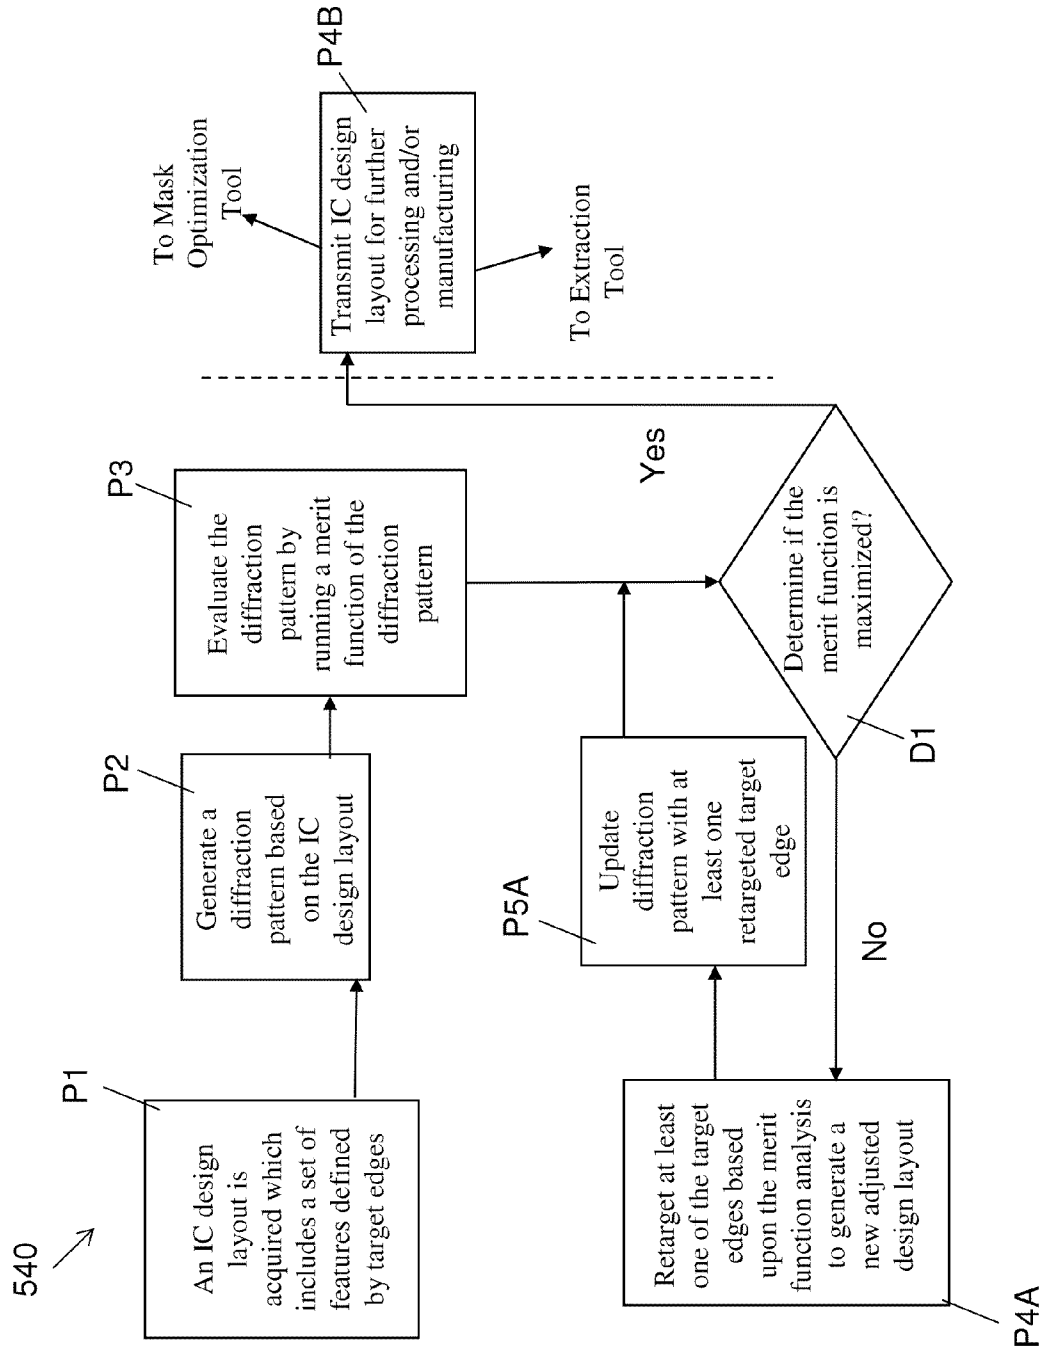 540
P1
An IC design
layout is
acquired which
includes a set of
features defined
by target edges
P2
Generate a
diffraction
pattern based
on the IC
design layout
P3
Evaluate the
diffraction
pattern by
running a merit
function of the
diffraction
pattern
To Mask
Optimization
Tool
P4B
Transmit IC design
layout for further
processing and/or
manufacturing
To Extraction
Tool
Yes
Determine if the
merit function is
maximized?
D1
No
P5A
Update
diffraction
pattern with at
least one
retargeted target
edge
Retarget at least
one of the target
edges based
upon the merit
function analysis
to generate a
new adjusted
design layout
P4A